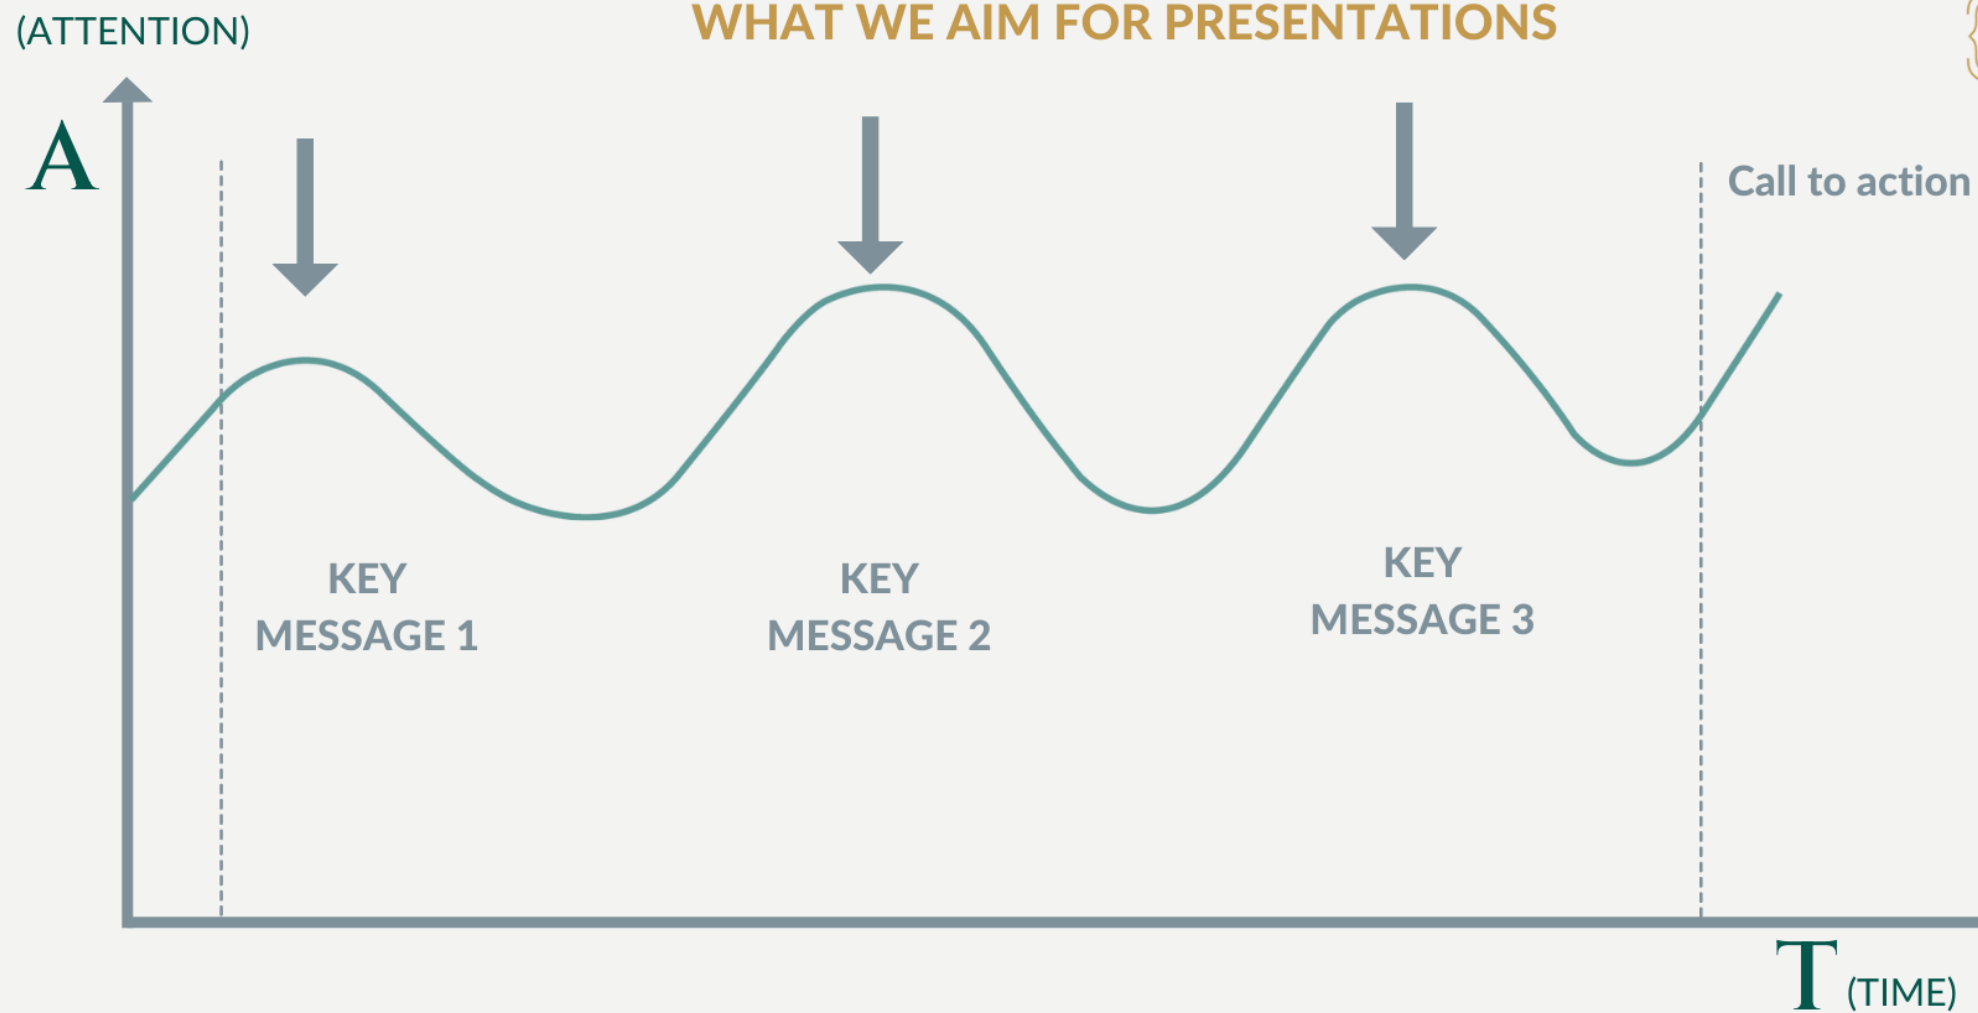 (ATTENTION)
WHAT WE AIM FOR PRESENTATIONS
A
Call to action
KEY
MESSAGE 1
KEY
MESSAGE 2
KEY
MESSAGE 3
T (TIME)